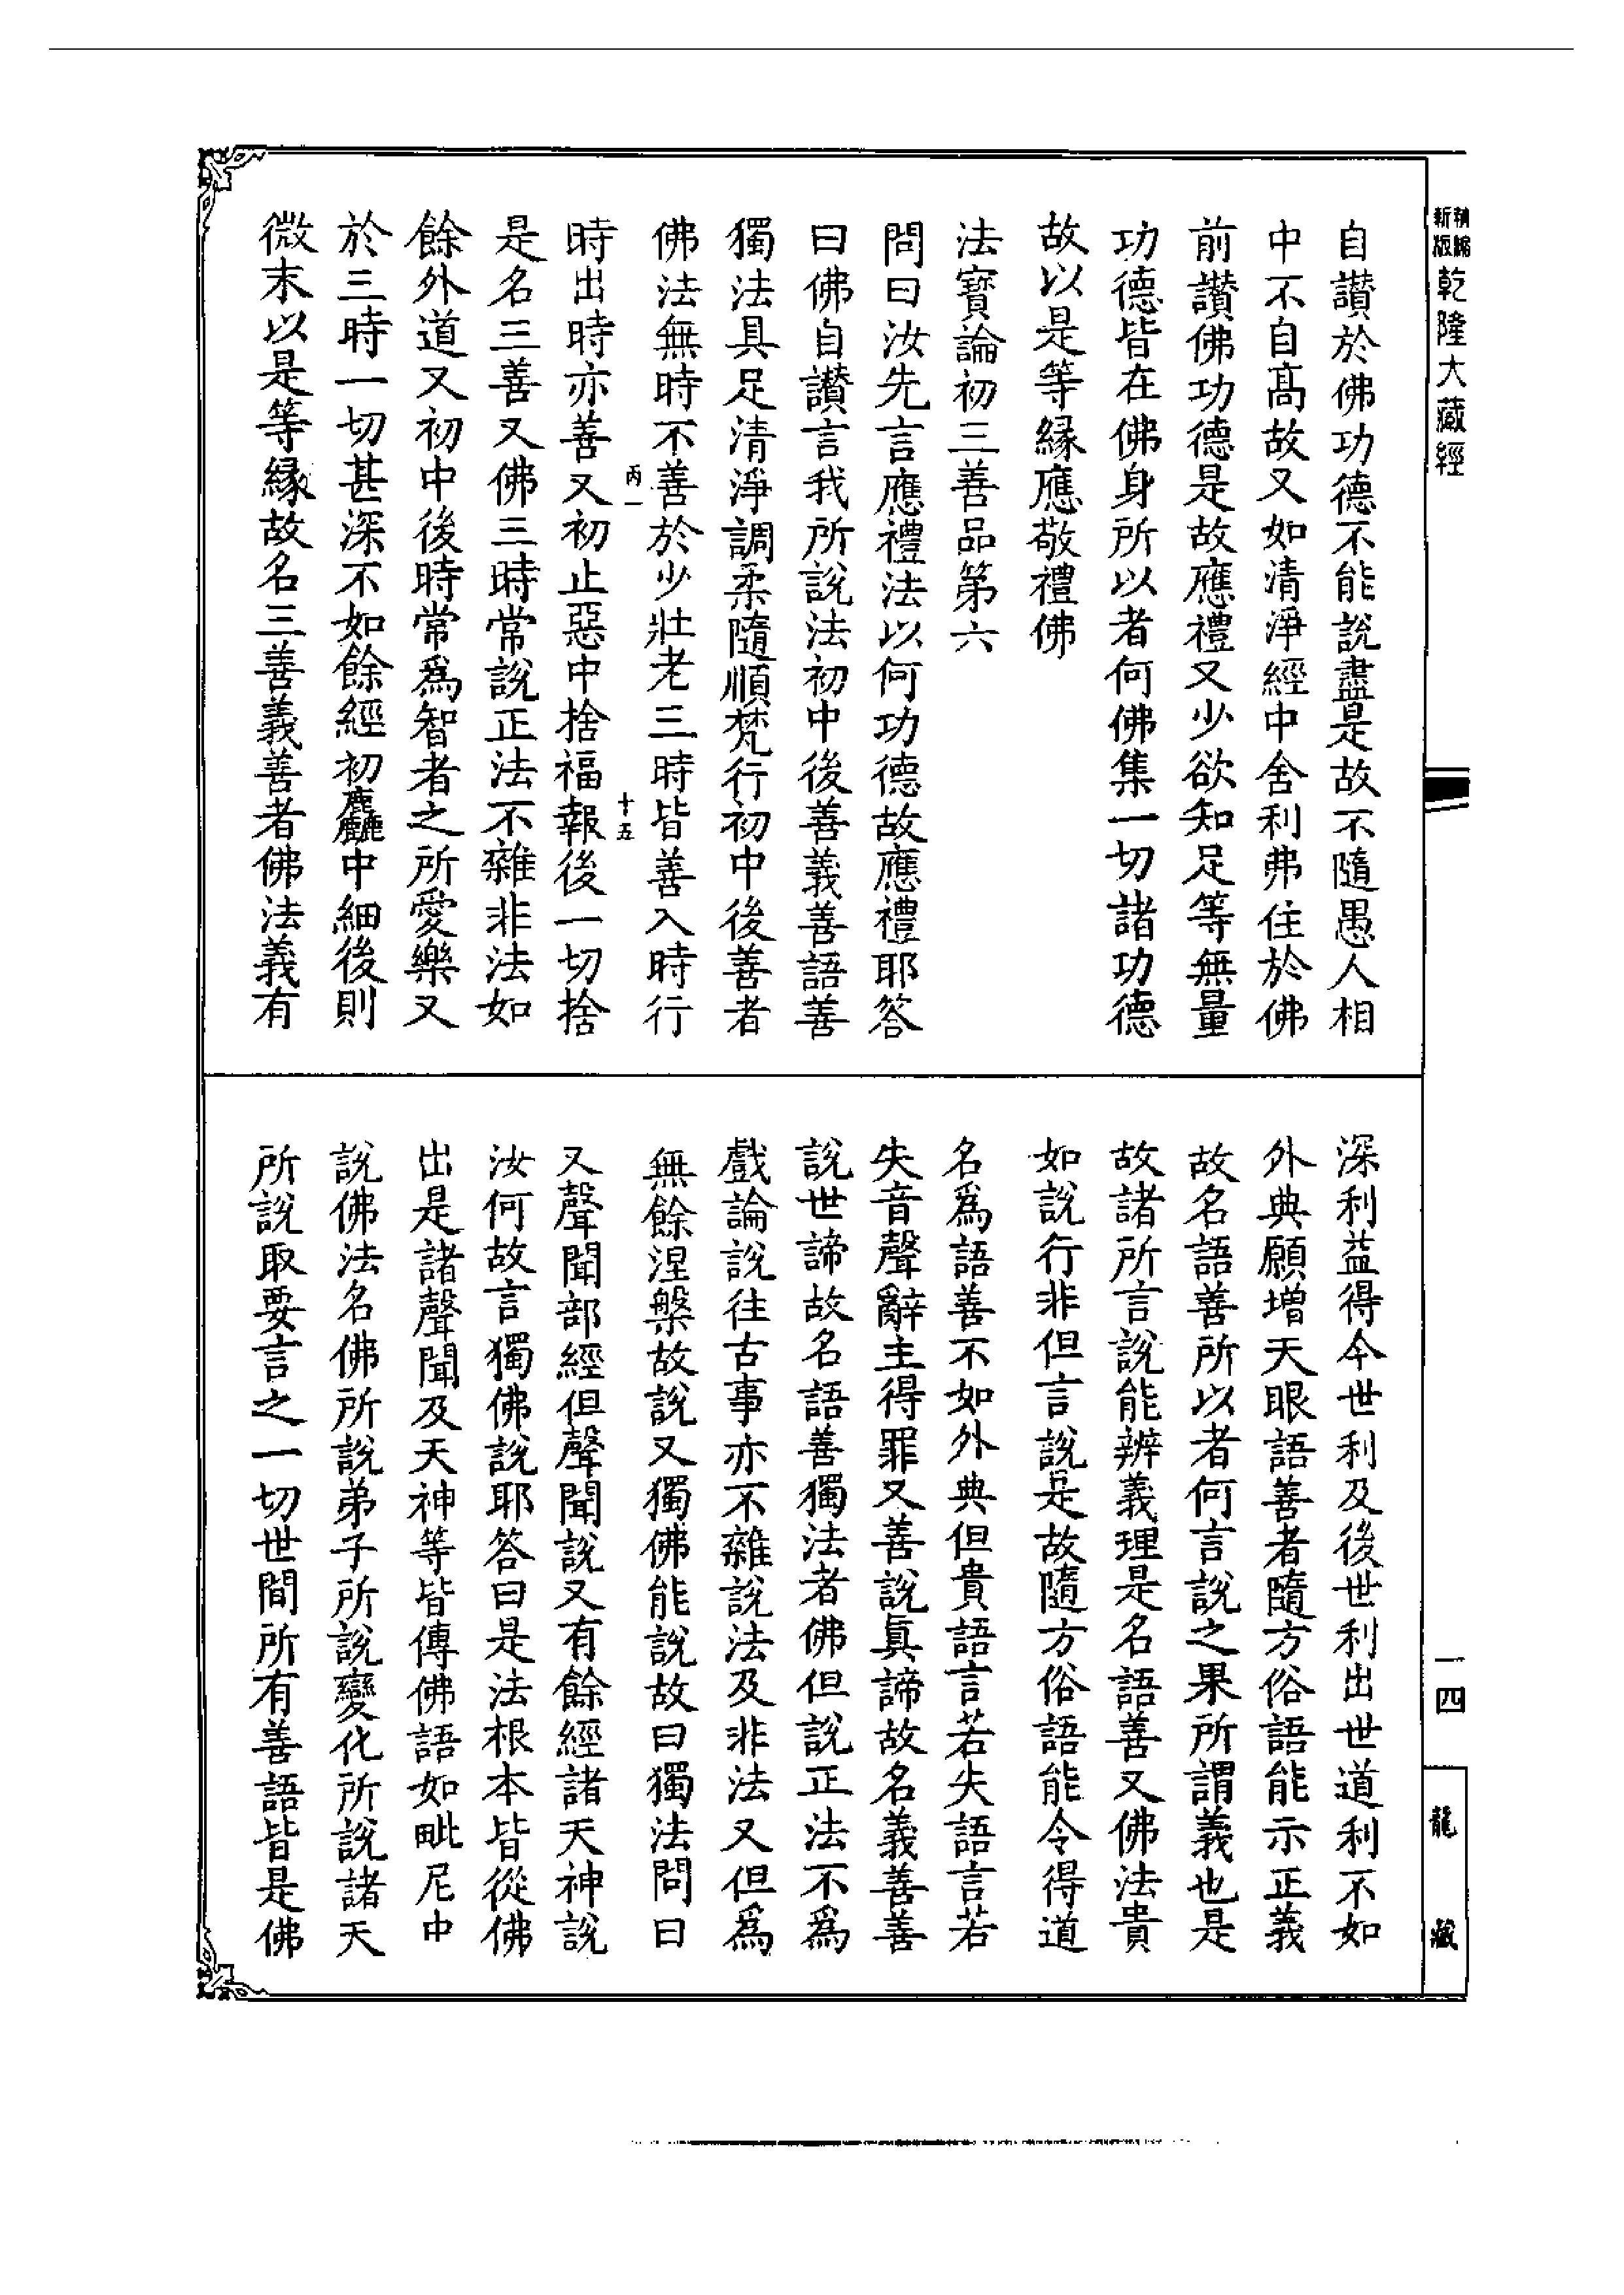 新版精編乾隆大藏經
自讃於佛功德不能說盡是故不隨愚人相
中不自髙故又如清淨經中舍利弗住於佛
前讃佛功德是故應禮又少欲知足等無量
功德皆在佛身所以者何佛集一切諸功德
故以是等縁應敬禮佛
法寶論初三善品第六
問曰汝先言應禮法以何功德故應禮耶答
曰佛自讃言我所說法初中後善義善語善
獨法具足清淨調柔隨順梵行初中後善者
佛法無時不善於少壯老三時皆善入時行
丙一
十五
時出時亦善又初止惡中捨福報後一切捨
是名三善又佛三時常說正法不雜非法如
餘外道又初中後時常爲智者之所愛樂又
於三時一切甚深不如餘經初麤中細後則
微末以是等縁故名三善義善者佛法義有
深利益得今世利及後世利出世道利不如
外典願增天眼語善者隨方俗語能示正義
故名語善所以者何言說之果所謂義也是
故諸所言說能辨義理是名語善又佛法貴
如說行非但言說是故隨方俗語能令得道
名爲語善不如外典但貴語言若失語言若
失音聲辭主得罪又善說眞諦故名義善善
說世諦故名語善獨法者佛但說正法不爲
戲論說往古事亦不雜說法及非法又但爲
無餘涅槃故說又獨佛能說故曰獨法問曰
又聲聞部經但聲聞說又有餘經諸天神說
汝何故言獨佛說耶答曰是法根本皆從佛
出是諸聲聞及天神等皆傳佛語如毗尼中
說佛法名佛所說弟子所說變化所說諸天
所說取要言之一切世間所有善語皆是佛
一四
龍藏